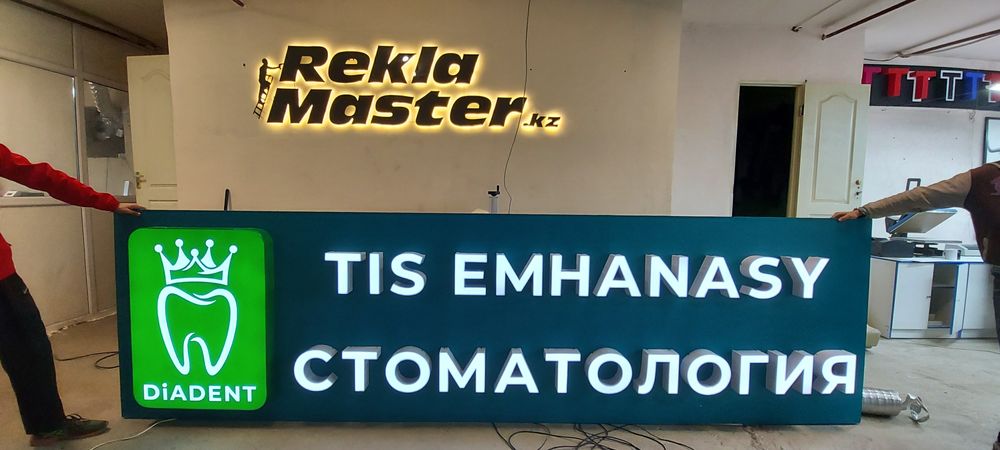 Rekla
Master.kz
TIS EMHANASY
СТОМАТОЛОГИЯ
DiADENT